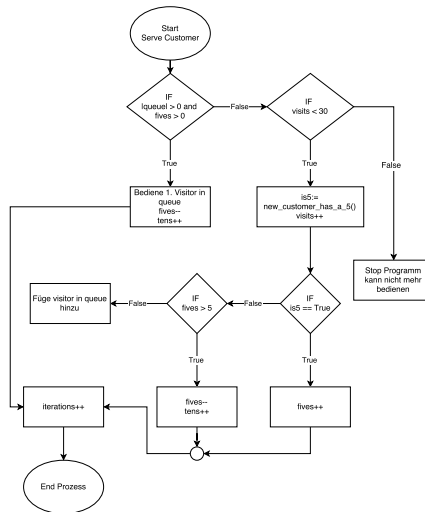 Start
Serve Customer
IF
lqueuel > 0 and
fives > 0
False
IF
visits < 30
True
True
False
Bediene 1. Visitor in
queue
fives--
tens++
is5:=
new_customer_has_a_5()
visits++
Stop Programm
kann nicht mehr
bedienen
Füge visitor in queue
hinzu
False
IF
fives > 5
False
IF
is5 == True
True
True
iterations++
fives--
tens++
fives++
End Prozess